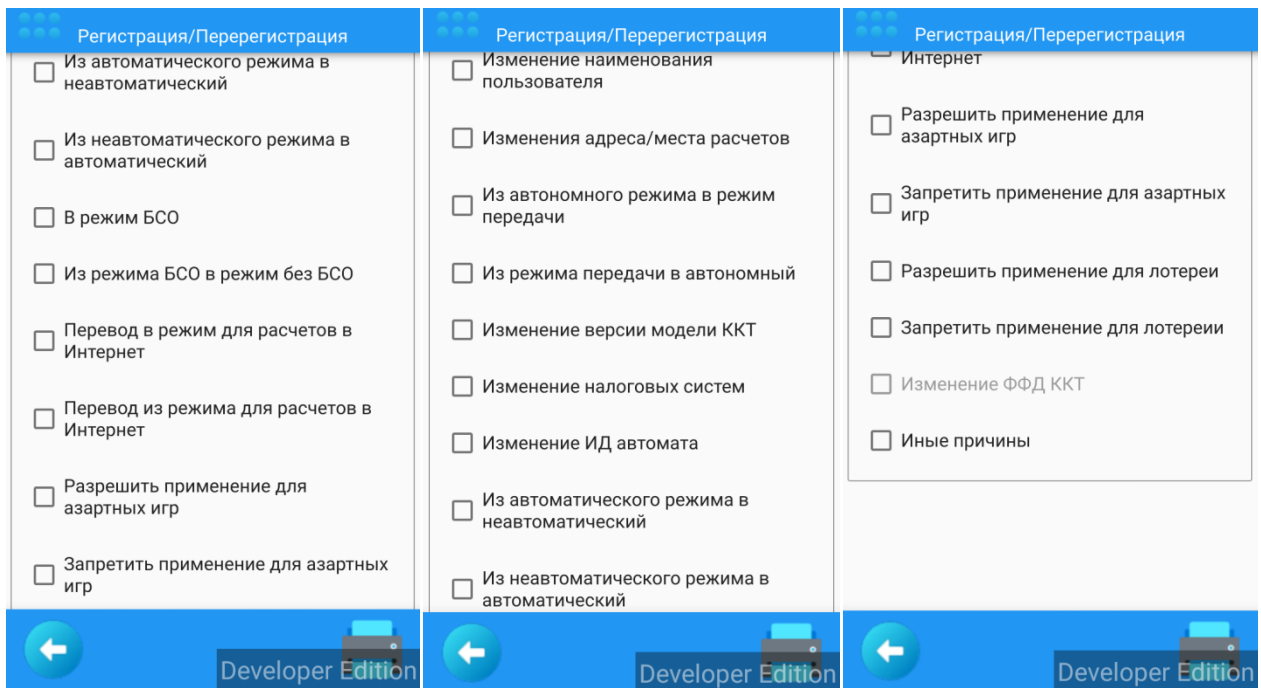 Регистрация/Перерегистрация
Из автоматического режима в
неавтоматический
Из неавтоматического режима в
автоматический
В режим БСО
Из режима БСО в режим без БСО
Перевод в режим для расчетов в
Интернет
Перевод из режима для расчетов в
Интернет
Разрешить применение для
азартных игр
Запретить применение для азартных
игр
Developer Edition
Регистрация/Перерегистрация
Изменение наименования
пользователя
Изменения адреса/места расчетов
Из автономного режима в режим
передачи
Из режима передачи в автономный
Изменение версии модели ККТ
Изменение налоговых систем
Изменение ИД автомата
Из автоматического режима в
неавтоматический
Из неавтоматического режима в
автоматический
Developer Edition
Регистрация/Перерегистрация
Интернет
Разрешить применение для
азартных игр
Запретить применение для азартных
игр
Разрешить применение для лотереи
Запретить применение для лотереии
Изменение ФФД ККТ
Иные причины
Developer Edition